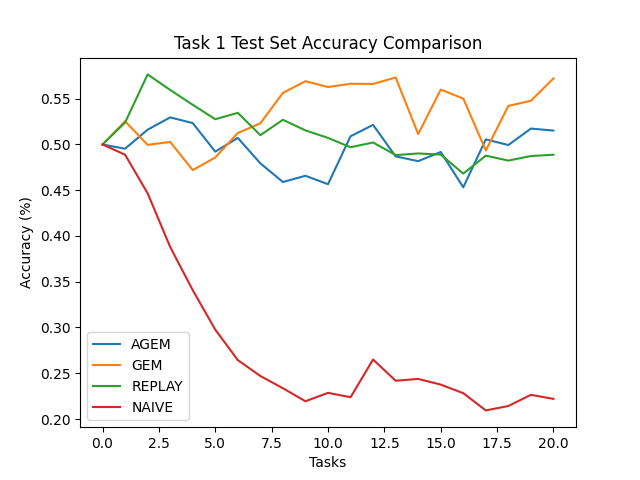 Task 1 Test Set Accuracy Comparison
Accuracy (%)
0.55
0.50
0.45
0.40
0.35
0.30
0.25
0.20
AGEM
GEM
REPLAY
NAIVE
0.0 2.5 5.0 7.5 10.0 12.5 15.0 17.5 20.0
Tasks